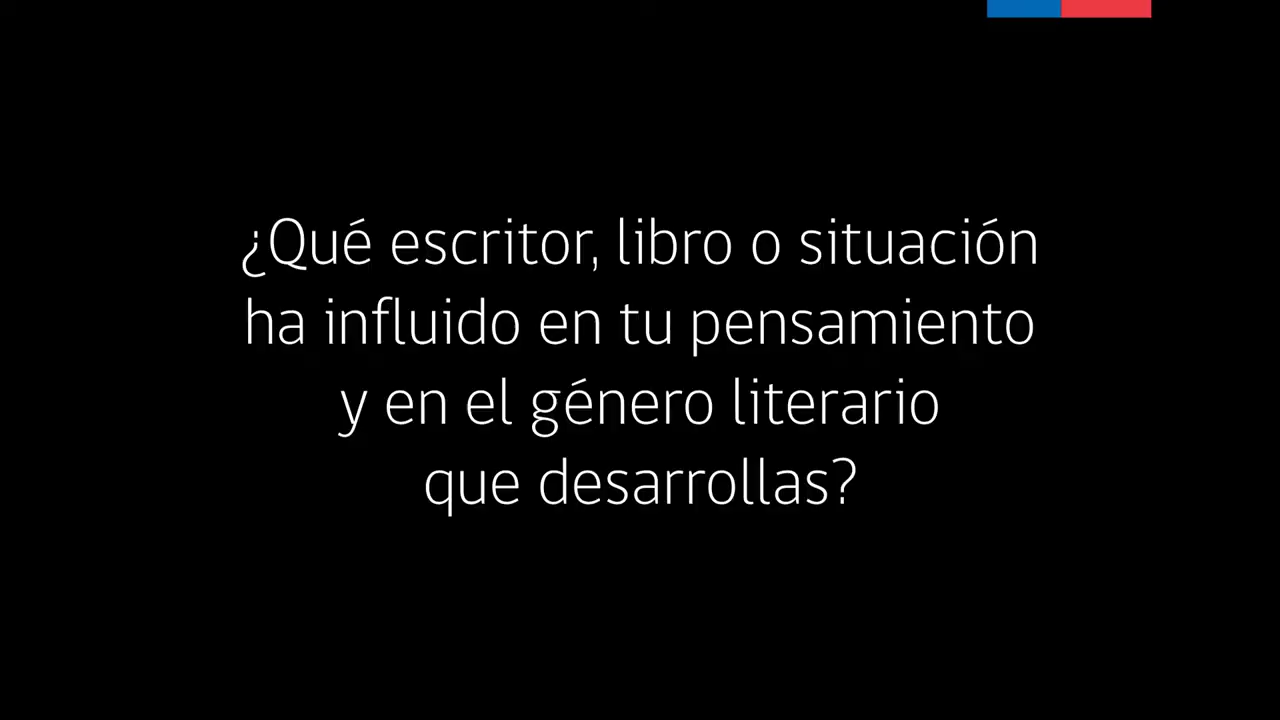 ¿Qué escritor, libro o situación
ha influido en tu pensamiento
y en el género literario
que desarrollas?